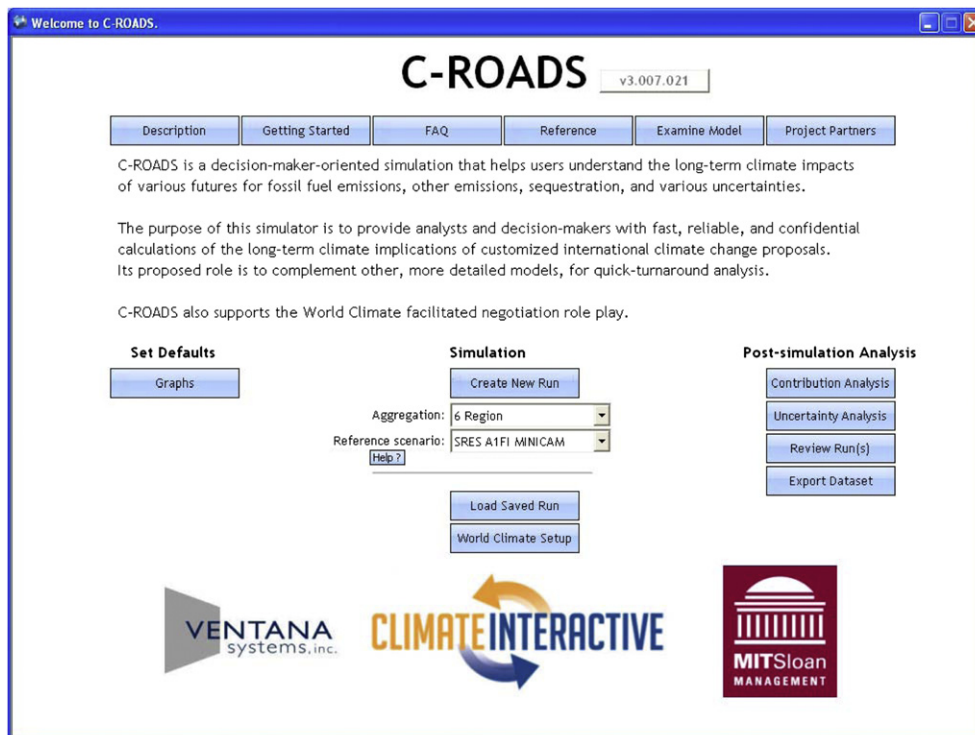 Welcome to C-ROADS.
C-ROADS v3.007.021
Description Getting Started FAQ Reference Examine Model Project Partners
C-ROADS is a decision-maker-oriented simulation that helps users understand the long-term climate impacts
of various futures for fossil fuel emissions, other emissions, sequestration, and various uncertainties.
The purpose of this simulator is to provide analysts and decision-makers with fast, reliable, and confidential
calculations of the long-term climate implications of customized international climate change proposals.
Its proposed role is to complement other, more detailed models, for quick-turnaround analysis.
C-ROADS also supports the World Climate facilitated negotiation role play.
Set Defaults Simulation Post-simulation Analysis
Graphs Create New Run Contribution Analysis
Aggregation: 6 Region Uncertainty Analysis
Reference scenario: SRES A1FI MINICAM Review Run(s)
Help ?
Export Dataset
Load Saved Run
World Climate Setup
VENTANA
systems, inc.
CLIMATE INTERACTIVE
MITSloan
MANAGEMENT